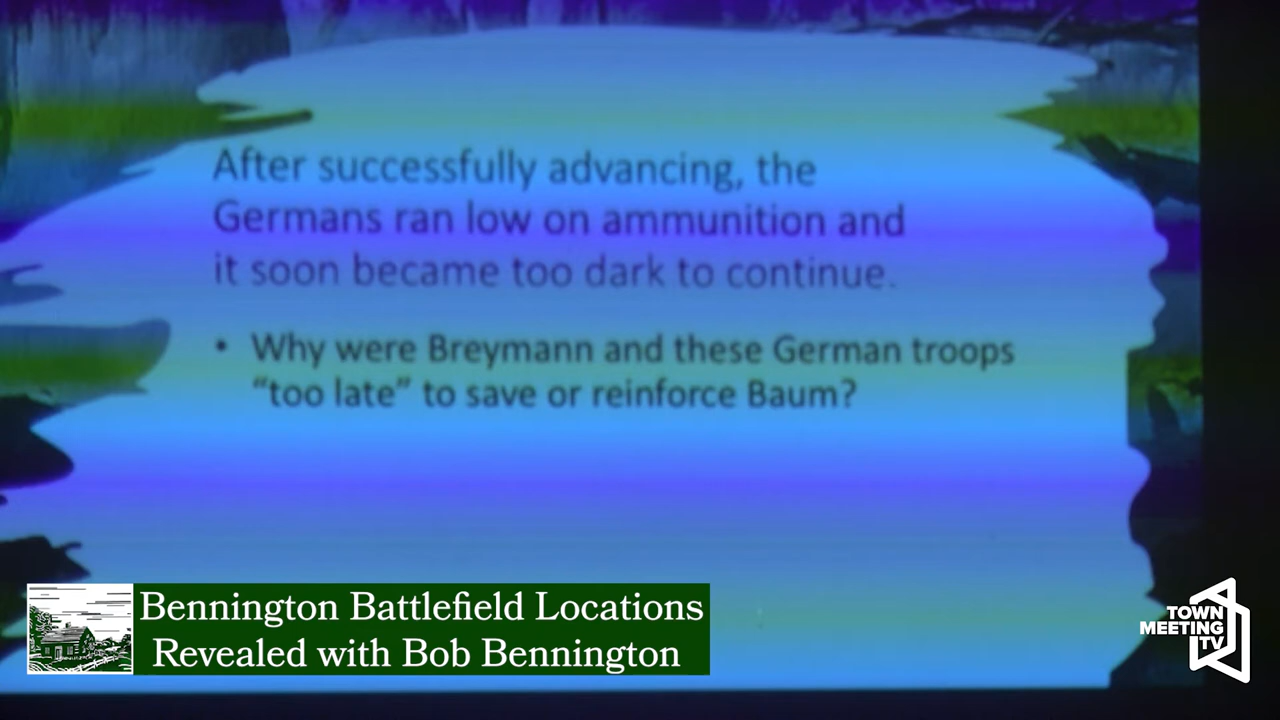 After successfully advancing, the
Germans ran low on ammunition and
it soon became too dark to continue.
• Why were Breymann and these German troops
“too late” to save or reinforce Baum?
Bennington Battlefield Locations
Revealed with Bob Bennington
TOWN
MEETING
TV